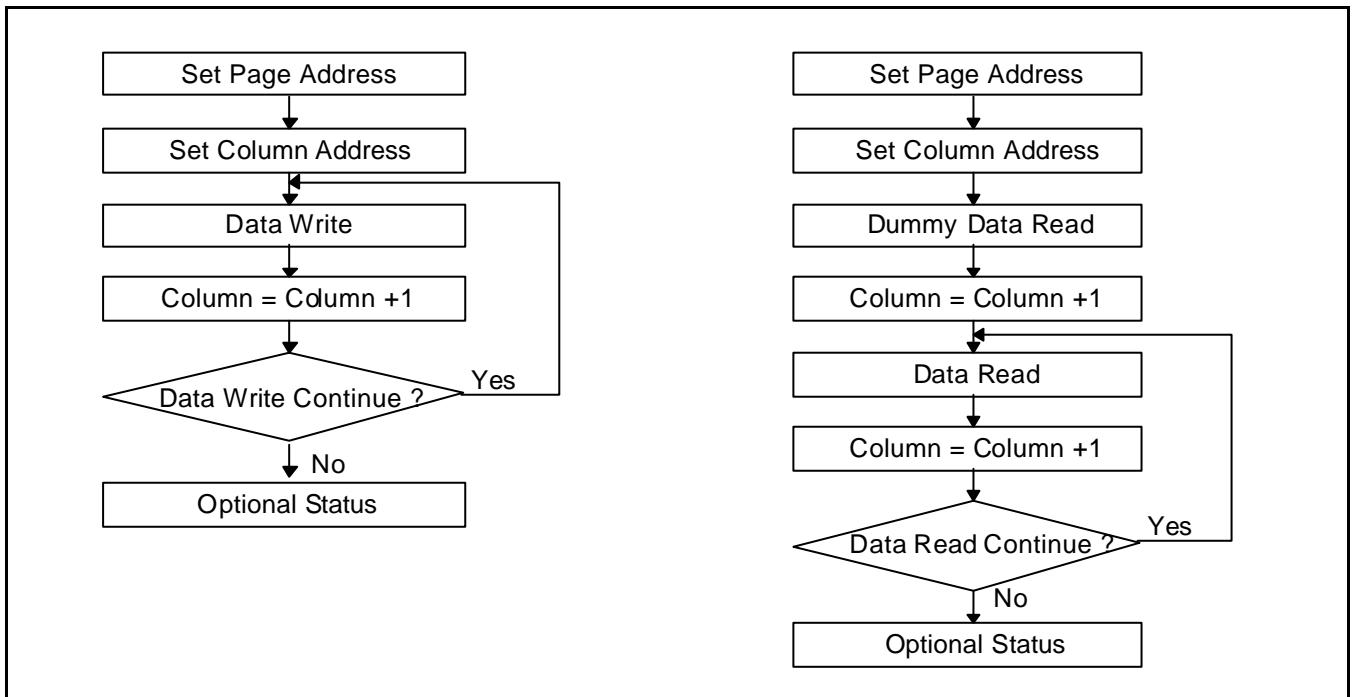 Set Page Address
Set Column Address
Data Write
Column = Column +1
Data Write Continue ?
Yes
No
Optional Status
Set Page Address
Set Column Address
Dummy Data Read
Column = Column +1
Data Read
Column = Column +1
Data Read Continue ?
Yes
No
Optional Status